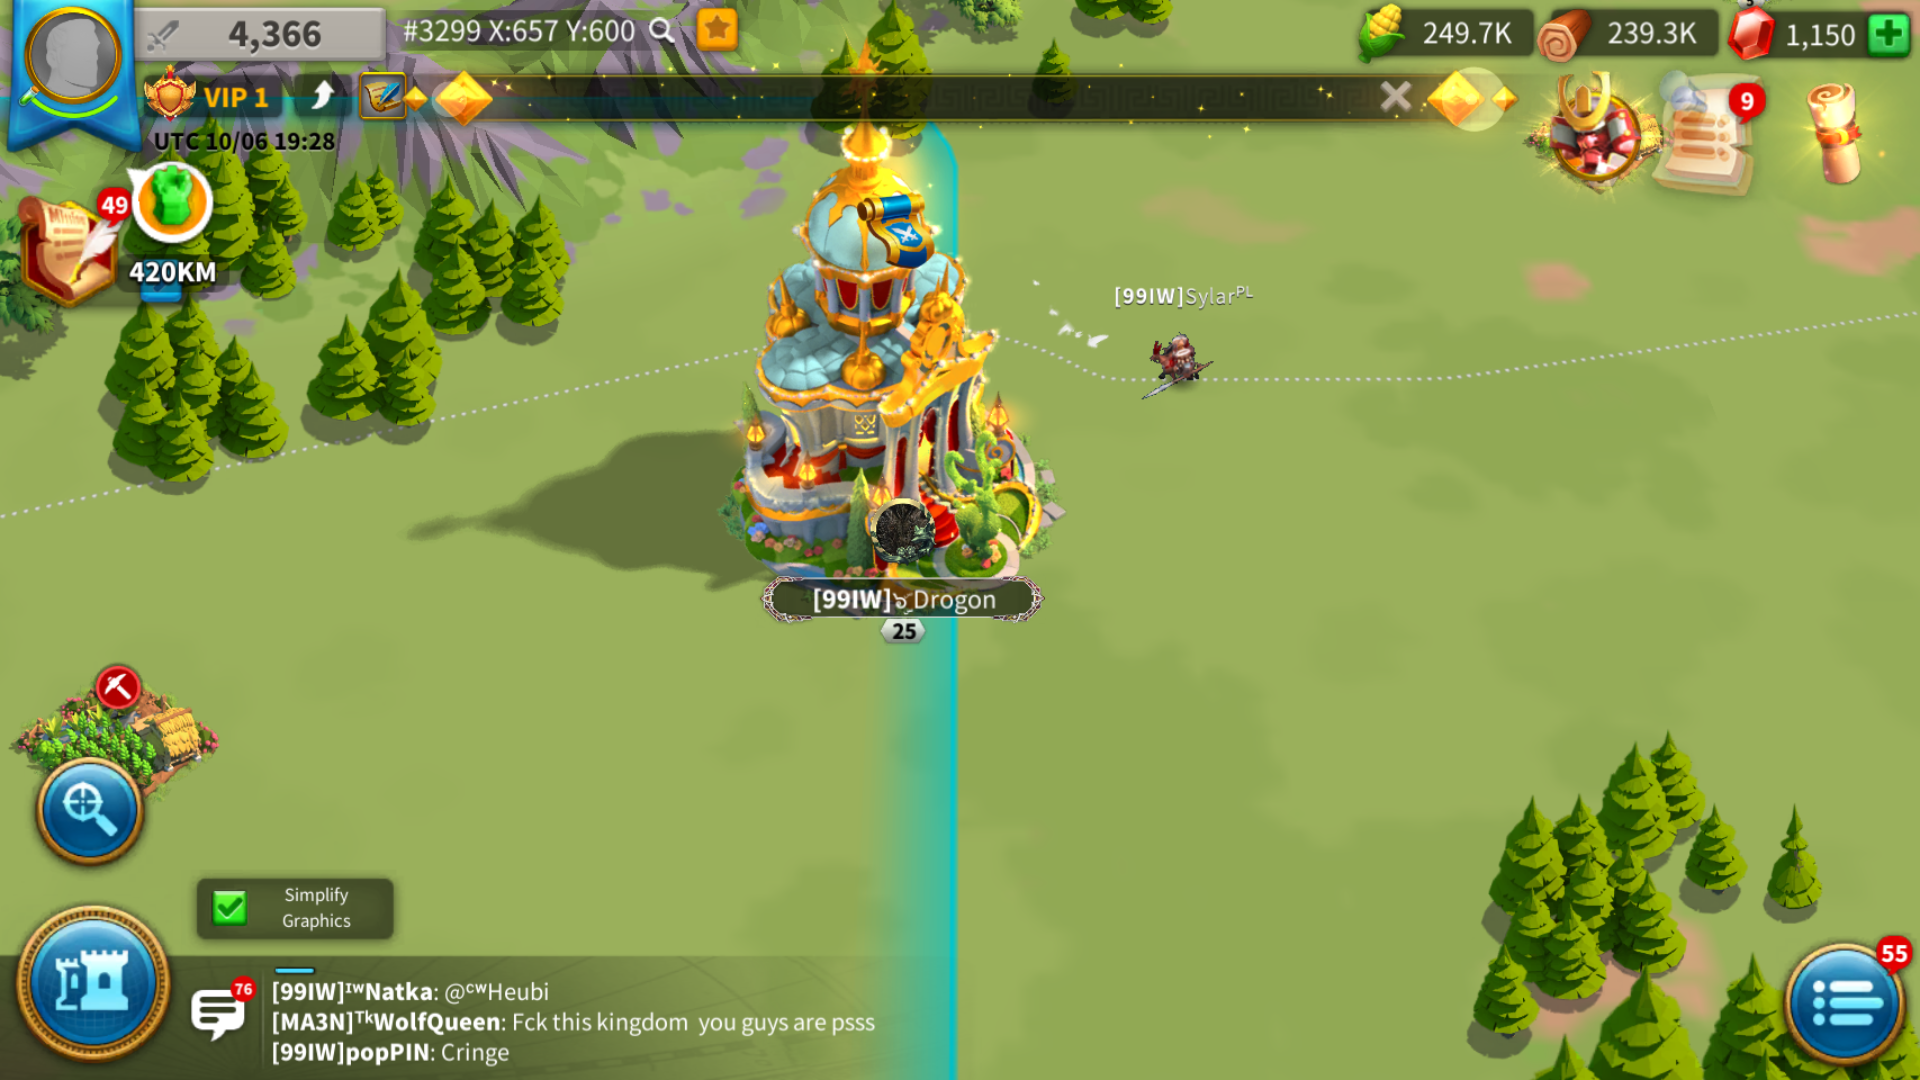 4,366
#3299 X:657 Y:600
249.7K
239.3K
1,150
VIP 1
UTC 10/06 19:28
9
49
420KM
Mission
[99IW]Sylarᴾᴸ
[99IW]ঌDrogon
25
Simplify
Graphics
76
[99IW]ᴵʷNatka: @ᶜʷHeubi
[MA3N]ᵀᵏWolfQueen: Fck this kingdom you guys are psss
[99IW]popPIN: Cringe
55